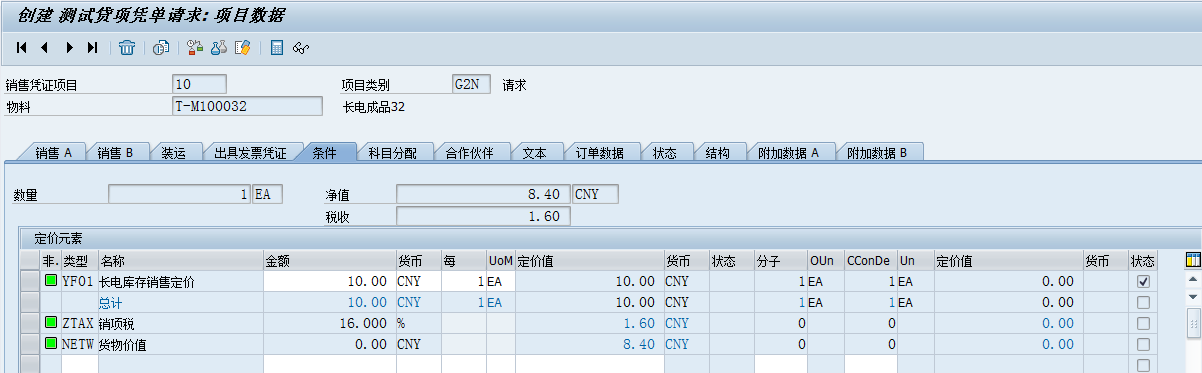 创建 测试贷项凭单请求: 项目数据
销售凭证项目 10 项目类别 G2N 请求
物料 T-M100032 长电成品32
销售 A 销售 B 装运 出具发票凭证 条件 科目分配 合作伙伴 文本 订单数据 状态 结构 附加数据 A 附加数据 B
数量 1 EA 净值 8.40 CNY
税收 1.60
定价元素
非. 类型 名称 金额 货币 每 UoM 定价值 货币 状态 分子 OUn CConDe Un 定价值 货币 状态
YF01 长电库存销售定价 10.00 CNY 1 EA 10.00 CNY 1 EA 1 EA 0.00
总计 10.00 CNY 1 EA 10.00 CNY 1 EA 1 EA 0.00
ZTAX 销项税 16.000 % 1.60 CNY 0 0 0.00
NETW 货物价值 0.00 CNY 8.40 CNY 0 0 0.00